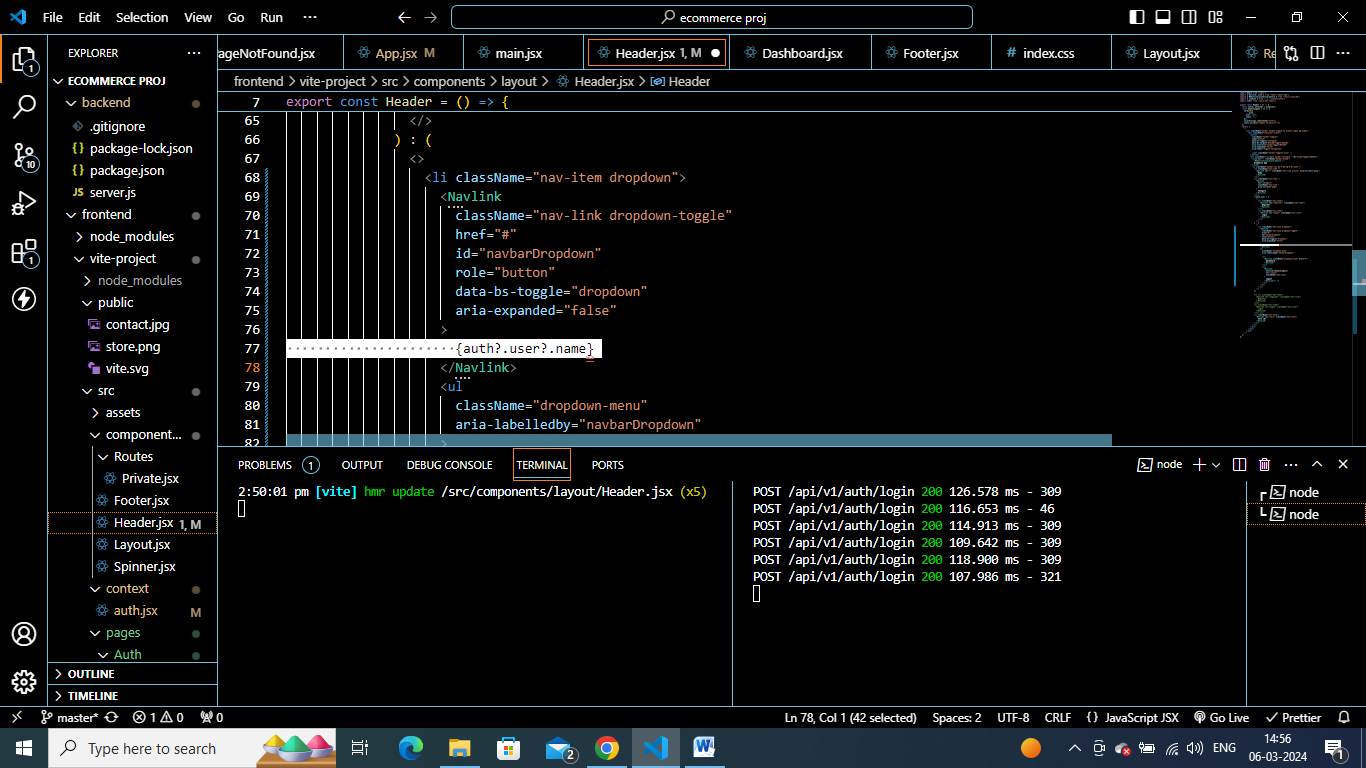 File Edit Selection View Go Run ··· ecommerce proj
EXPLORER ···
ageNotFound.jsx App.jsx M main.jsx Header.jsx 1, M Dashboard.jsx Footer.jsx # index.css Layout.jsx Re ···
frontend > vite-project > src > components > layout > Header.jsx > Header
ECOMMERCE PROJ
backend
.gitignore
{} package-lock.json
{} package.json
JS server.js
frontend
node_modules
vite-project
node_modules
public
contact.jpg
store.png
vite.svg
src
assets
component...
Routes
Private.jsx
Footer.jsx
Header.jsx 1, M
Layout.jsx
Spinner.jsx
context
auth.jsx M
pages
Auth
OUTLINE
TIMELINE
7 export const Header = () => {
65 </>
66 ) : (
67 <>
68 <li className="nav-item dropdown">
69 <Navlink
70 className="nav-link dropdown-toggle"
71 href="#"
72 id="navbarDropdown"
73 role="button"
74 data-bs-toggle="dropdown"
75 aria-expanded="false"
76 >
77 {auth?.user?.name}
78 </Navlink>
79 <ul
80 className="dropdown-menu"
81 aria-labelledby="navbarDropdown"
82 >
PROBLEMS 1 OUTPUT DEBUG CONSOLE TERMINAL PORTS node ···
2:50:01 pm [vite] hmr update /src/components/layout/Header.jsx (x5)
POST /api/v1/auth/login 200 126.578 ms - 309
POST /api/v1/auth/login 200 116.653 ms - 46
POST /api/v1/auth/login 200 114.913 ms - 309
POST /api/v1/auth/login 200 109.642 ms - 309
POST /api/v1/auth/login 200 118.900 ms - 309
POST /api/v1/auth/login 200 107.986 ms - 321
node
node
1
10
1
master* 1 0 0 Ln 78, Col 1 (42 selected) Spaces: 2 UTF-8 CRLF {} JavaScript JSX Go Live Prettier
Type here to search 2 ENG 14:56
06-03-2024 1